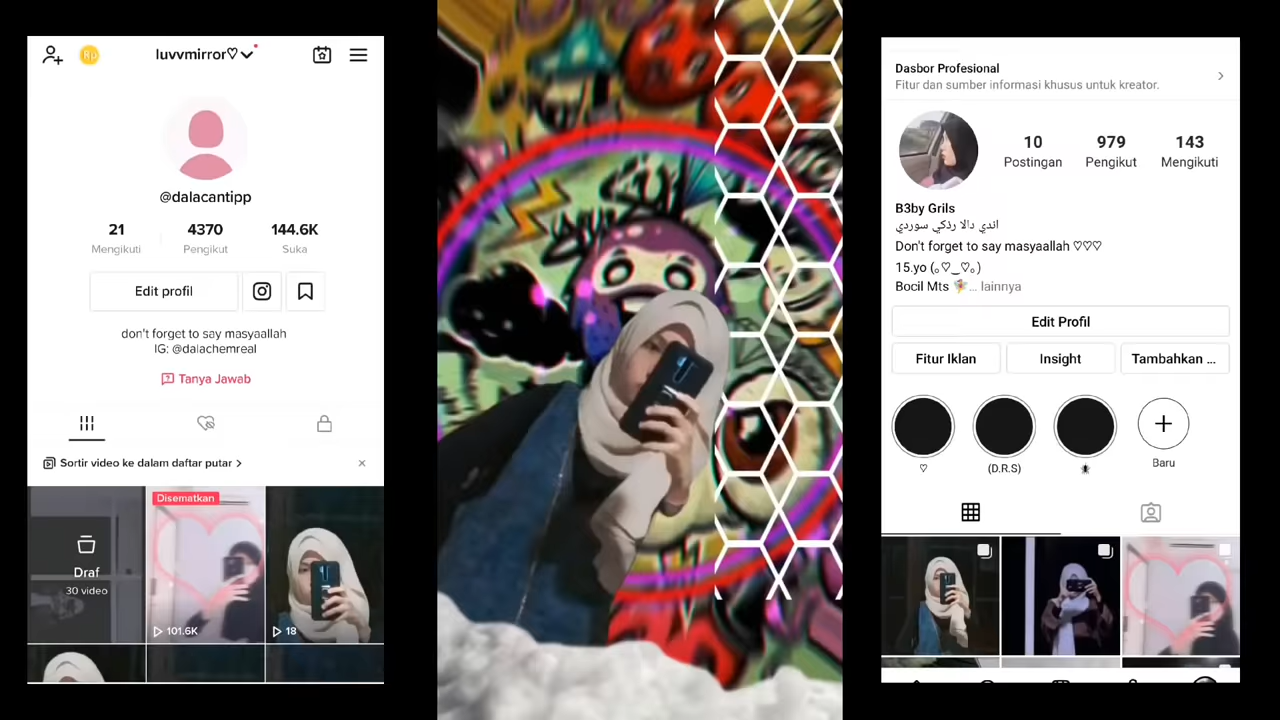 Rp
luvvmirror♡
@dalacantipp
21 4370 144.6K
Mengikuti Pengikut Suka
Edit profil
don't forget to say masyaallah
IG: @dalachemreal
Tanya Jawab
Sortir video ke dalam daftar putar >
Disematkan
Draf
30 video
101.6K
18
Dasbor Profesional
Fitur dan sumber informasi khusus untuk kreator.
10 979 143
Postingan Pengikut Mengikuti
B3by Grils
اندي دالا رذكي سوردي
Don't forget to say masyaallah ♡♡♡
15.yo (｡♡‿♡｡)
Bocil Mts 🧚... lainnya
Edit Profil
Fitur Iklan
Insight
Tambahkan ...
♡
(D.R.S)
🕷
Baru